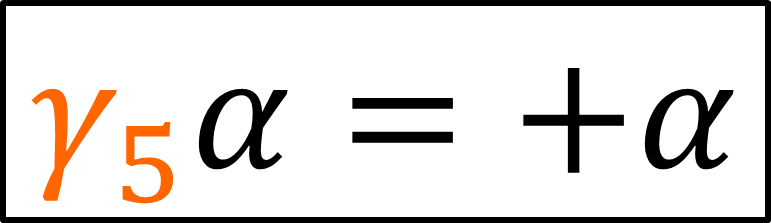 γ₅α = +α